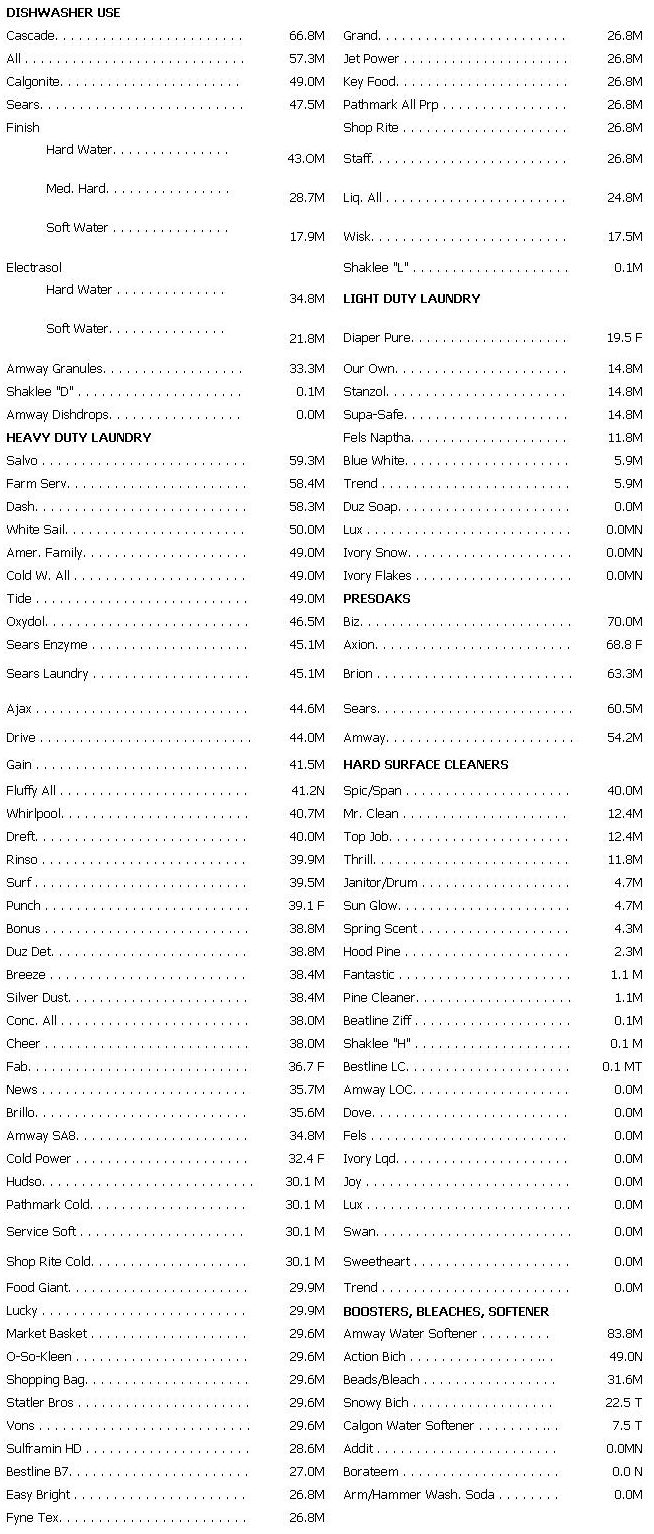 DISHWASHER USE
Cascade. . . . . . . . . . . . . . . . . . . . . . . . 66.8M
All . . . . . . . . . . . . . . . . . . . . . . . . . . . . 57.3M
Calgonite. . . . . . . . . . . . . . . . . . . . . . . 49.0M
Sears. . . . . . . . . . . . . . . . . . . . . . . . . . 47.5M
Finish
Hard Water. . . . . . . . . . . . . . 43.OM
Med. Hard. . . . . . . . . . . . . . . 28.7M
Soft Water . . . . . . . . . . . . . . 17.9M
Electrasol
Hard Water . . . . . . . . . . . . . 34.8M
Soft Water. . . . . . . . . . . . . . 21.8M
Amway Granules. . . . . . . . . . . . . . . . . 33.3M
Shaklee "D" . . . . . . . . . . . . . . . . . . . . 0.1M
Amway Dishdrops. . . . . . . . . . . . . . . . 0.0M
HEAVY DUTY LAUNDRY
Salvo . . . . . . . . . . . . . . . . . . . . . . . . . 59.3M
Farm Serv. . . . . . . . . . . . . . . . . . . . . . 58.4M
Dash. . . . . . . . . . . . . . . . . . . . . . . . . . 58.3M
White Sail. . . . . . . . . . . . . . . . . . . . . . 50.0M
Amer. Family. . . . . . . . . . . . . . . . . . . . 49.0M
Cold W. All . . . . . . . . . . . . . . . . . . . . . 49.0M
Tide . . . . . . . . . . . . . . . . . . . . . . . . . . 49.0M
Oxydol. . . . . . . . . . . . . . . . . . . . . . . . 46.5M
Sears Enzyme . . . . . . . . . . . . . . . . . . . 45.1M
Sears Laundry . . . . . . . . . . . . . . . . . . . 45.1M
Ajax . . . . . . . . . . . . . . . . . . . . . . . . . . 44.6M
Drive . . . . . . . . . . . . . . . . . . . . . . . . . . 44.0M
Gain . . . . . . . . . . . . . . . . . . . . . . . . . . 41.5M
Fluffy All . . . . . . . . . . . . . . . . . . . . . . . 41.2N
Whirlpool. . . . . . . . . . . . . . . . . . . . . . . 40.7M
Dreft. . . . . . . . . . . . . . . . . . . . . . . . . . 40.0M
Rinso . . . . . . . . . . . . . . . . . . . . . . . . . 39.9M
Surf . . . . . . . . . . . . . . . . . . . . . . . . . . 39.5M
Punch . . . . . . . . . . . . . . . . . . . . . . . . . 39.1 F
Bonus . . . . . . . . . . . . . . . . . . . . . . . . . 38.8M
Duz Det. . . . . . . . . . . . . . . . . . . . . . . . 38.8M
Breeze . . . . . . . . . . . . . . . . . . . . . . . . 38.4M
Silver Dust. . . . . . . . . . . . . . . . . . . . . . 38.4M
Conc. All . . . . . . . . . . . . . . . . . . . . . . . 38.0M
Cheer . . . . . . . . . . . . . . . . . . . . . . . . . 38.0M
Fab. . . . . . . . . . . . . . . . . . . . . . . . . . . 36.7 F
News . . . . . . . . . . . . . . . . . . . . . . . . . 35.7M
Brillo. . . . . . . . . . . . . . . . . . . . . . . . . . 35.6M
Amway SA8. . . . . . . . . . . . . . . . . . . . . 34.8M
Cold Power . . . . . . . . . . . . . . . . . . . . . 32.4 F
Hudso. . . . . . . . . . . . . . . . . . . . . . . . . 30.1 M
Pathmark Cold. . . . . . . . . . . . . . . . . . . 30.1 M
Service Soft . . . . . . . . . . . . . . . . . . . . 30.1 M
Shop Rite Cold. . . . . . . . . . . . . . . . . . . 30.1 M
Food Giant. . . . . . . . . . . . . . . . . . . . . . 29.9M
Lucky . . . . . . . . . . . . . . . . . . . . . . . . . 29.9M
Market Basket . . . . . . . . . . . . . . . . . . . 29.6M
O-So-Kleen . . . . . . . . . . . . . . . . . . . . . 29.6M
Shopping Bag. . . . . . . . . . . . . . . . . . . . 29.6M
Statler Bros . . . . . . . . . . . . . . . . . . . . . 29.6M
Vons . . . . . . . . . . . . . . . . . . . . . . . . . 29.6M
Sulframin HD . . . . . . . . . . . . . . . . . . . . 28.6M
Bestline B7. . . . . . . . . . . . . . . . . . . . . . 27.0M
Easy Bright . . . . . . . . . . . . . . . . . . . . . 26.8M
Fyne Tex. . . . . . . . . . . . . . . . . . . . . . . 26.8M
Grand. . . . . . . . . . . . . . . . . . . . . . . 26.8M
Jet Power . . . . . . . . . . . . . . . . . . . . 26.8M
Key Food. . . . . . . . . . . . . . . . . . . . . 26.8M
Pathmark All Prp . . . . . . . . . . . . . . . 26.8M
Shop Rite . . . . . . . . . . . . . . . . . . . . 26.8M
Staff. . . . . . . . . . . . . . . . . . . . . . . . 26.8M
Liq. All . . . . . . . . . . . . . . . . . . . . . . 24.8M
Wisk. . . . . . . . . . . . . . . . . . . . . . . . 17.5M
Shaklee "L" . . . . . . . . . . . . . . . . . . . 0.1M
LIGHT DUTY LAUNDRY
Diaper Pure. . . . . . . . . . . . . . . . . . . 19.5 F
Our Own. . . . . . . . . . . . . . . . . . . . . 14.8M
Stanzol. . . . . . . . . . . . . . . . . . . . . . 14.8M
Supa-Safe. . . . . . . . . . . . . . . . . . . . 14.8M
Fels Naptha. . . . . . . . . . . . . . . . . . . 11.8M
Blue White. . . . . . . . . . . . . . . . . . . . 5.9M
Trend . . . . . . . . . . . . . . . . . . . . . . . 5.9M
Duz Soap. . . . . . . . . . . . . . . . . . . . . 0.0M
Lux . . . . . . . . . . . . . . . . . . . . . . . . . 0.0MN
Ivory Snow. . . . . . . . . . . . . . . . . . . . 0.0MN
Ivory Flakes . . . . . . . . . . . . . . . . . . . 0.0MN
PRESOAKS
Biz. . . . . . . . . . . . . . . . . . . . . . . . . . 70.0M
Axion. . . . . . . . . . . . . . . . . . . . . . . . 68.8 F
Brion . . . . . . . . . . . . . . . . . . . . . . . . 63.3M
Sears. . . . . . . . . . . . . . . . . . . . . . . . 60.5M
Amway. . . . . . . . . . . . . . . . . . . . . . . 54.2M
HARD SURFACE CLEANERS
Spic/Span . . . . . . . . . . . . . . . . . . . . 40.0M
Mr. Clean . . . . . . . . . . . . . . . . . . . . 12.4M
Top Job. . . . . . . . . . . . . . . . . . . . . . 12.4M
Thrill. . . . . . . . . . . . . . . . . . . . . . . . 11.8M
Janitor/Drum . . . . . . . . . . . . . . . . . . 4.7M
Sun Glow. . . . . . . . . . . . . . . . . . . . . 4.7M
Spring Scent . . . . . . . . . . . . . . . . . . 4.3M
Hood Pine . . . . . . . . . . . . . . . . . . . . 2.3M
Fantastic . . . . . . . . . . . . . . . . . . . . . 1.1 M
Pine Cleaner. . . . . . . . . . . . . . . . . . . 1.1M
Beatline Ziff . . . . . . . . . . . . . . . . . . . 0.1M
Shaklee "H" . . . . . . . . . . . . . . . . . . . 0.1 M
Bestline LC. . . . . . . . . . . . . . . . . . . . 0.1 MT
Amway LOC. . . . . . . . . . . . . . . . . . . 0.0M
Dove. . . . . . . . . . . . . . . . . . . . . . . . 0.0M
Fels . . . . . . . . . . . . . . . . . . . . . . . . 0.0M
Ivory Lqd. . . . . . . . . . . . . . . . . . . . . 0.0M
Joy . . . . . . . . . . . . . . . . . . . . . . . . . 0.0M
Lux . . . . . . . . . . . . . . . . . . . . . . . . . 0.0M
Swan. . . . . . . . . . . . . . . . . . . . . . . . 0.0M
Sweetheart . . . . . . . . . . . . . . . . . . . 0.0M
Trend . . . . . . . . . . . . . . . . . . . . . . . 0.0M
BOOSTERS, BLEACHES, SOFTENER
Amway Water Softener . . . . . . . . . 83.8M
Action Bich . . . . . . . . . . . . . . . . . .. . 49.0N
Beads/Bleach . . . . . . . . . . . . . . . . . 31.6M
Snowy Bich . . . . . . . . . . . . . . . . . . . 22.5 T
Calgon Water Softener . . . . . . . . .. . 7.5 T
Addit . . . . . . . . . . . . . . . . . . . . . . . 0.0MN
Borateem . . . . . . . . . . . . . . . . . . . . 0.0 N
Arm/Hammer Wash. Soda . . . . . . . . 0.0M